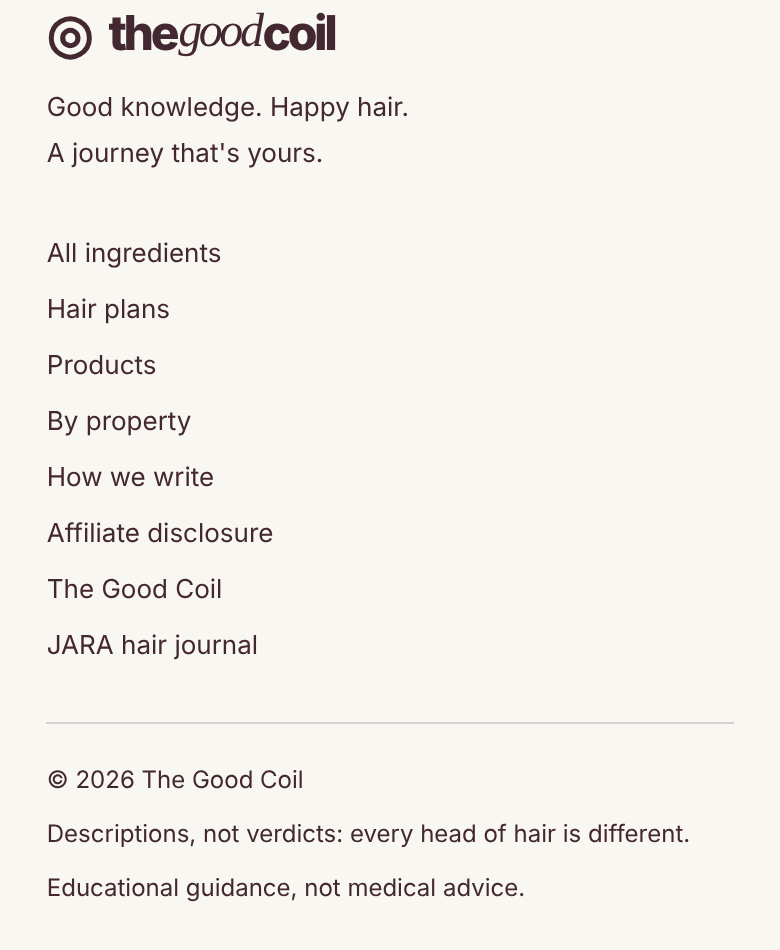 thegoodcoil
Good knowledge. Happy hair.
A journey that's yours.
All ingredients
Hair plans
Products
By property
How we write
Affiliate disclosure
The Good Coil
JARA hair journal
© 2026 The Good Coil
Descriptions, not verdicts: every head of hair is different.
Educational guidance, not medical advice.